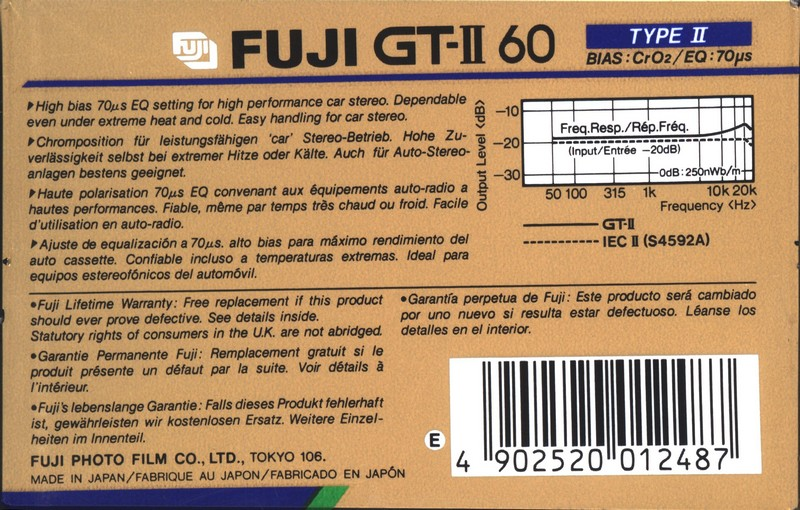 FUJI FUJI GT-II 60
TYPE II
BIAS:CrO2/EQ:70µs
▶High bias 70µs EQ setting for high performance car stereo. Dependable
even under extreme heat and cold. Easy handling for car stereo.
▶Chromposition für leistungsfähigen 'car' Stereo-Betrieb. Hohe Zu-
verlässigkeit selbst bei extremer Hitze oder Kälte. Auch für Auto-Stereo-
anlagen bestens geeignet.
▶Haute polarisation 70µs EQ convenant aux équipements auto-radio a
hautes performances. Fiable, même par temps très chaud ou froid. Facile
d'utilisation en auto-radio.
▶Ajuste de equalización a 70µs. alto bias para máximo rendimiento del
auto cassette. Confiable incluso a temperaturas extremas. Ideal para
equipos estereofónicos del automóvil.
Output Level <dB>
-10
-20
-30
Freq.Resp./Rép.Fréq.
(Input/Entrée -20dB)
0dB:250nWb/m
50 100 315 1k 10k 20k
Frequency <Hz>
GT-II
IEC II (S4592A)
●Fuji Lifetime Warranty: Free replacement if this product
should ever prove defective. See details inside.
Statutory rights of consumers in the U.K. are not abridged.
●Garantie Permanente Fuji: Remplacement gratuit si le
produit présente un défaut par la suite. Voir détails à
l'intérieur.
●Fuji's lebenslange Garantie: Falls dieses Produkt fehlerhaft
ist, gewährleisten wir kostenlosen Ersatz. Weitere Einzel-
heiten im Innenteil.
●Garantía perpetua de Fuji: Este producto será cambiado
por uno nuevo si resulta estar defectuoso. Léanse los
detalles en el interior.
FUJI PHOTO FILM CO., LTD., TOKYO 106.
MADE IN JAPAN/FABRIQUE AU JAPON/FABRICADO EN JAPÓN
E
4 902520 012487